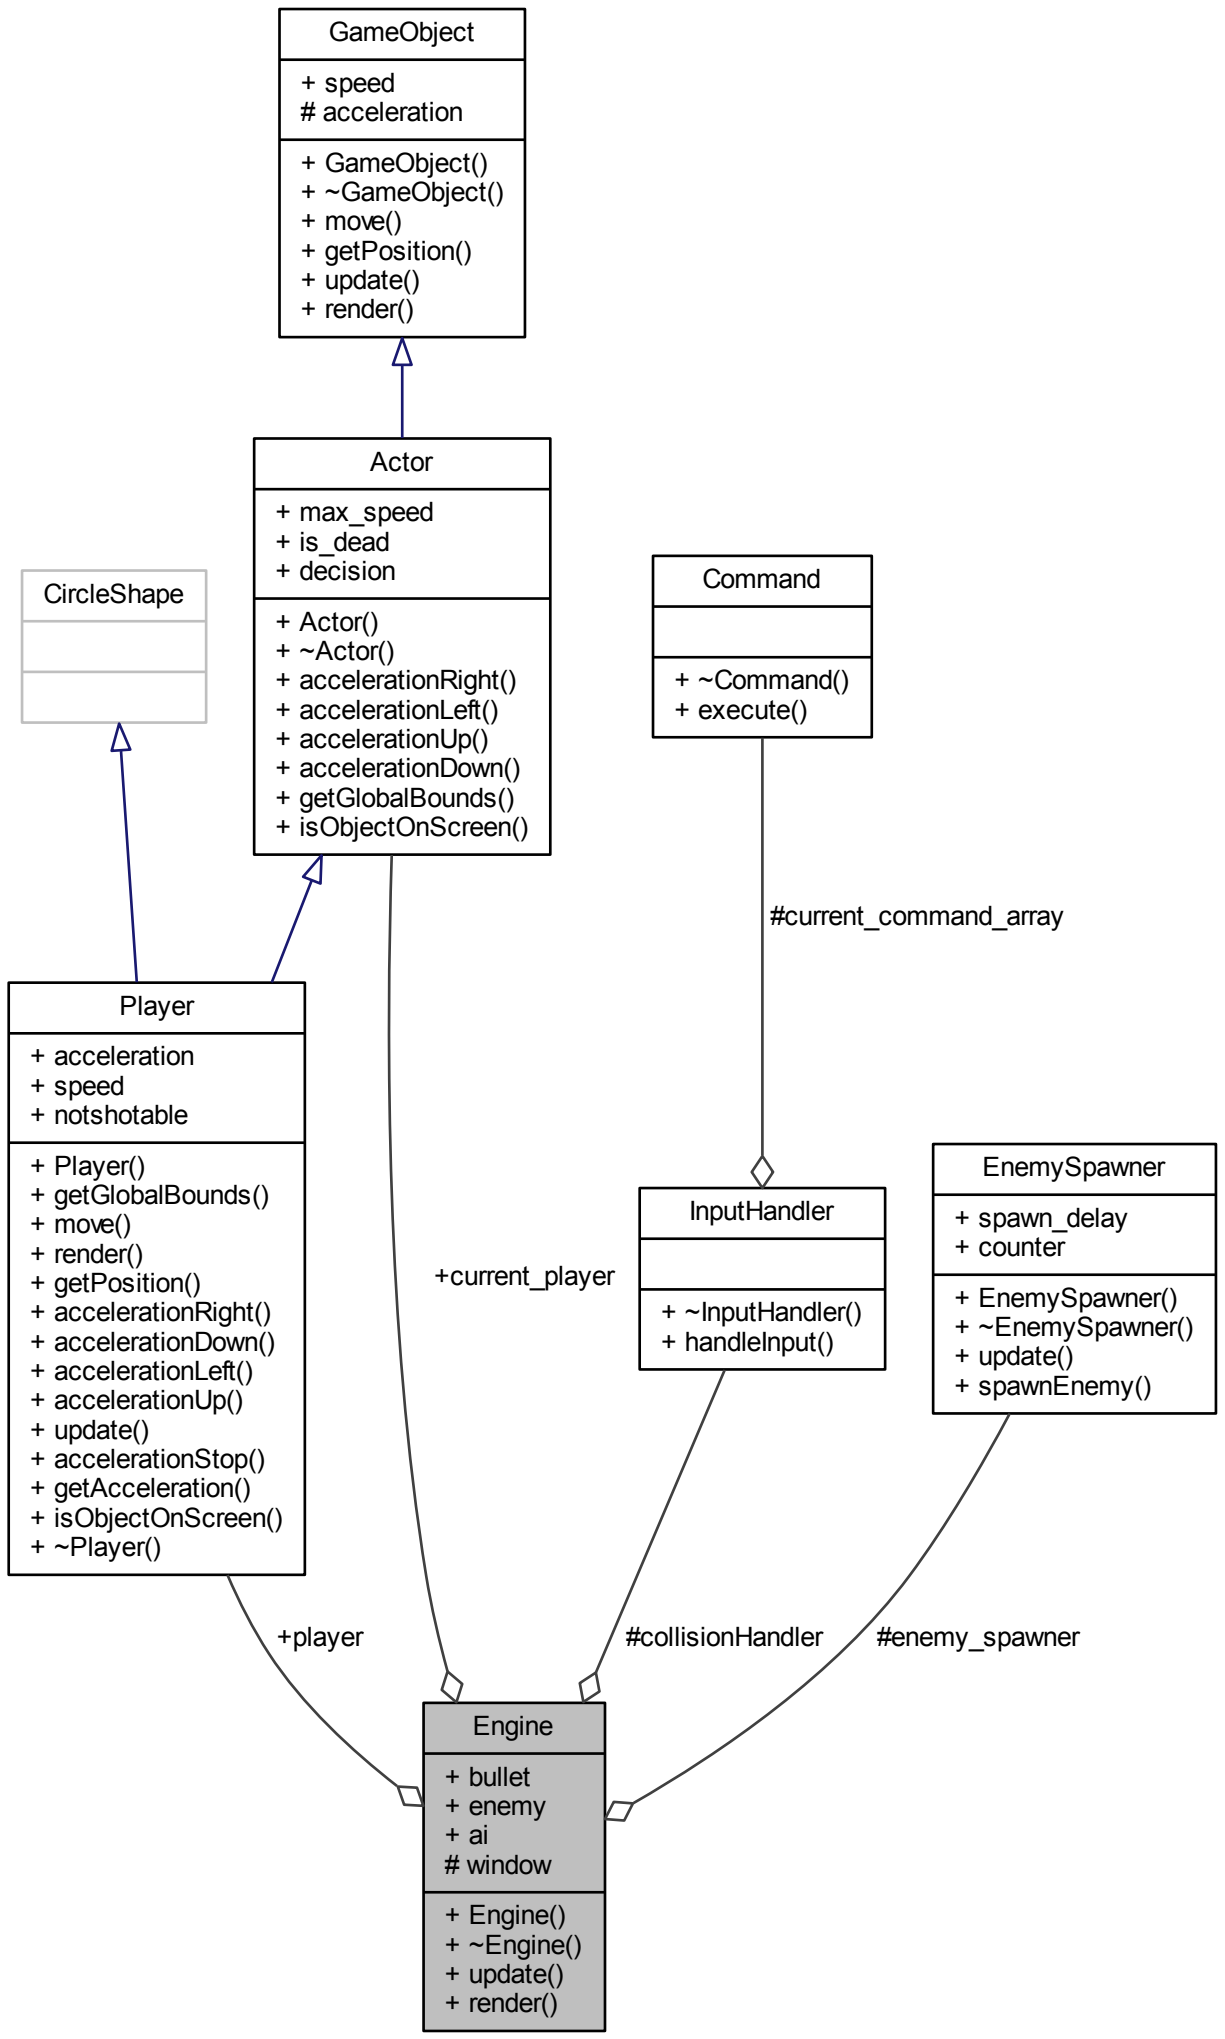 GameObject
+ speed
# acceleration
+ GameObject()
+ ~GameObject()
+ move()
+ getPosition()
+ update()
+ render()
Actor
+ max_speed
+ is_dead
+ decision
+ Actor()
+ ~Actor()
+ accelerationRight()
+ accelerationLeft()
+ accelerationUp()
+ accelerationDown()
+ getGlobalBounds()
+ isObjectOnScreen()
CircleShape
Command
+ ~Command()
+ execute()
#current_command_array
Player
+ acceleration
+ speed
+ notshotable
+ Player()
+ getGlobalBounds()
+ move()
+ render()
+ getPosition()
+ accelerationRight()
+ accelerationDown()
+ accelerationLeft()
+ accelerationUp()
+ update()
+ accelerationStop()
+ getAcceleration()
+ isObjectOnScreen()
+ ~Player()
+current_player
InputHandler
+ ~InputHandler()
+ handleInput()
EnemySpawner
+ spawn_delay
+ counter
+ EnemySpawner()
+ ~EnemySpawner()
+ update()
+ spawnEnemy()
+player
#collisionHandler
#enemy_spawner
Engine
+ bullet
+ enemy
+ ai
# window
+ Engine()
+ ~Engine()
+ update()
+ render()